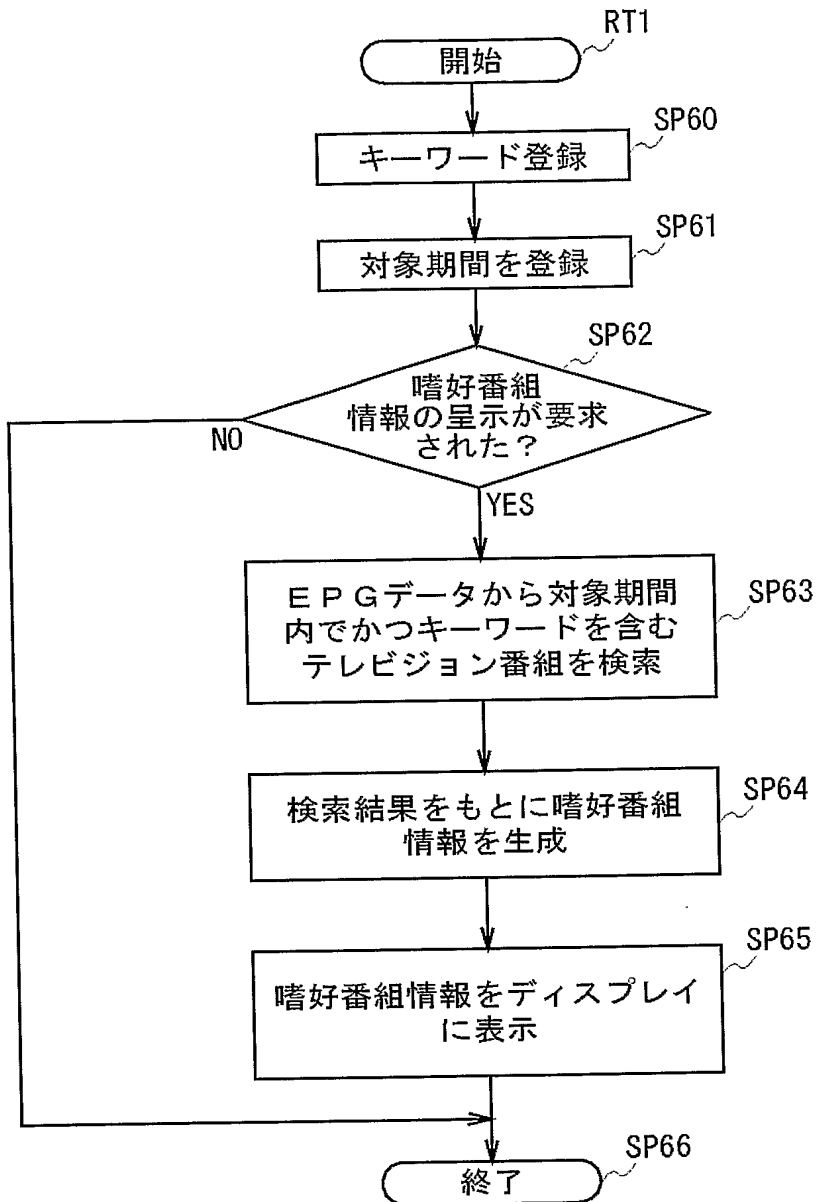 RT1
開始
SP60
キーワード登録
SP61
対象期間を登録
SP62
嗜好番組
情報の呈示が要求
された？
NO
YES
SP63
ＥＰＧデータから対象期間
内でかつキーワードを含む
テレビジョン番組を検索
SP64
検索結果をもとに嗜好番組
情報を生成
SP65
嗜好番組情報をディスプレイ
に表示
SP66
終了